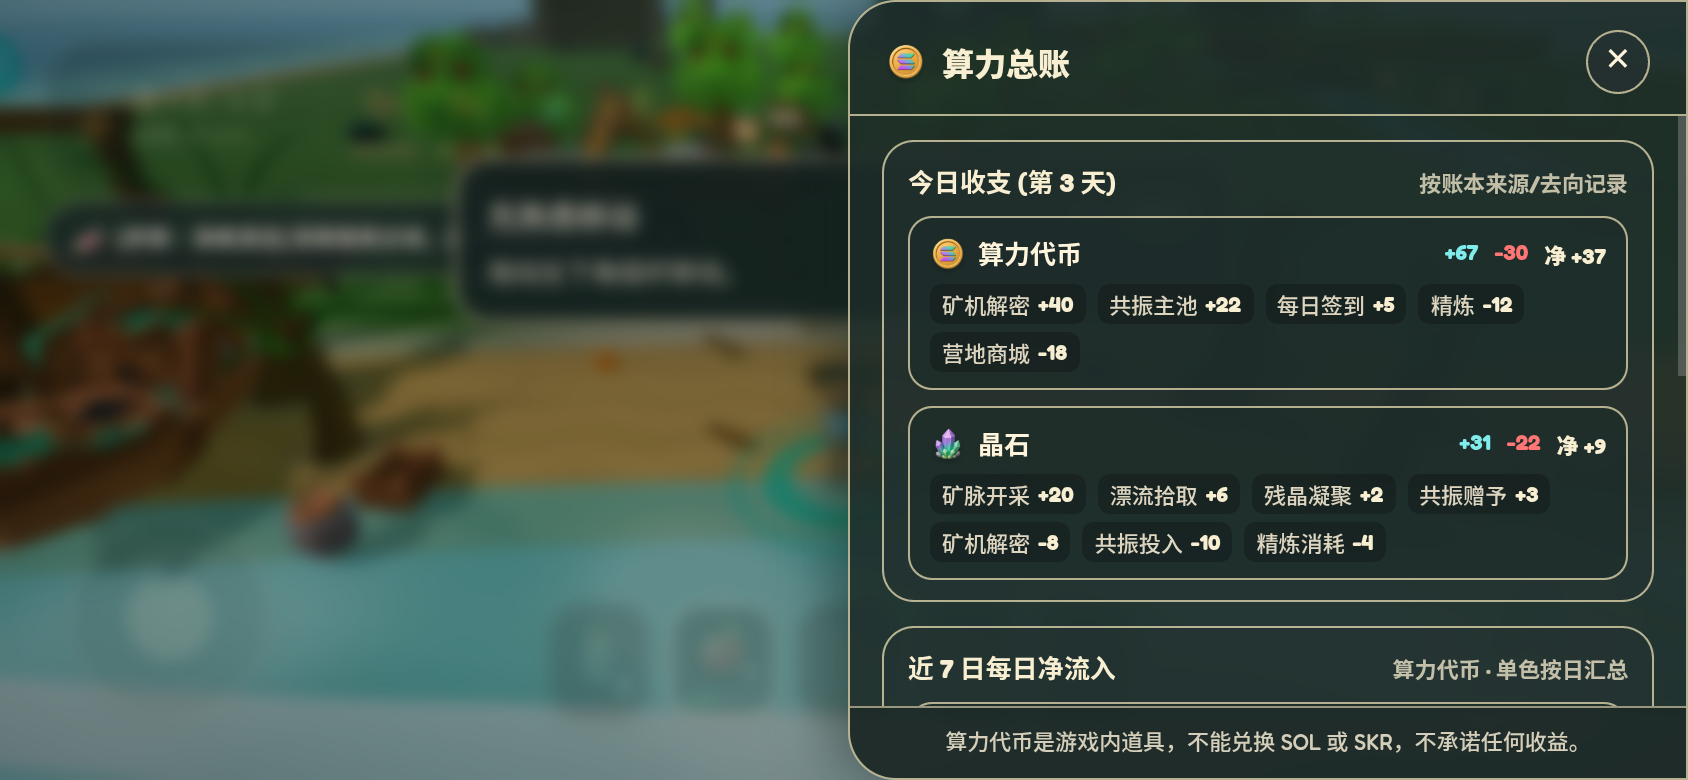 算力总账
今日收支 (第 3 天)
按账本来源/去向记录
算力代币
+67 -30 净 +37
矿机解密 +40 共振主池 +22 每日签到 +5 精炼 -12
营地商城 -18
晶石
+31 -22 净 +9
矿脉开采 +20 漂流拾取 +6 残晶凝聚 +2 共振赠予 +3
矿机解密 -8 共振投入 -10 精炼消耗 -4
近 7 日每日净流入
算力代币 · 单色按日汇总
算力代币是游戏内道具，不能兑换 SOL 或 SKR，不承诺任何收益。